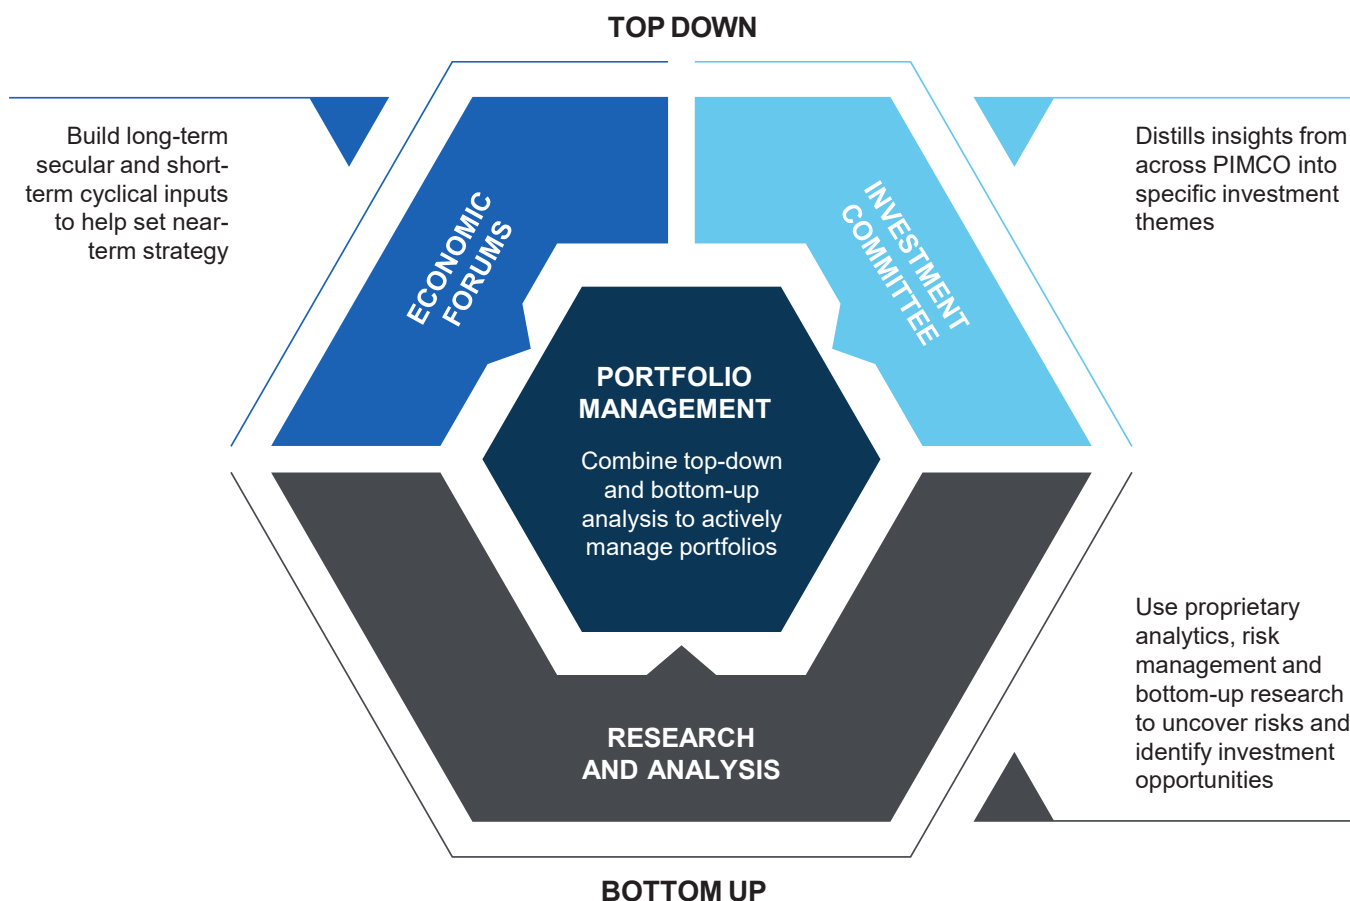 TOP DOWN
Build long-term
secular and short-
term cyclical inputs
to help set near-
term strategy
ECONOMIC
FORUMS
INVESTMENT
COMMITTEE
Distills insights from
across PIMCO into
specific investment
themes
PORTFOLIO
MANAGEMENT
Combine top-down
and bottom-up
analysis to actively
manage portfolios
Use proprietary
analytics, risk
management and
bottom-up research
to uncover risks and
identify investment
opportunities
RESEARCH
AND ANALYSIS
BOTTOM UP